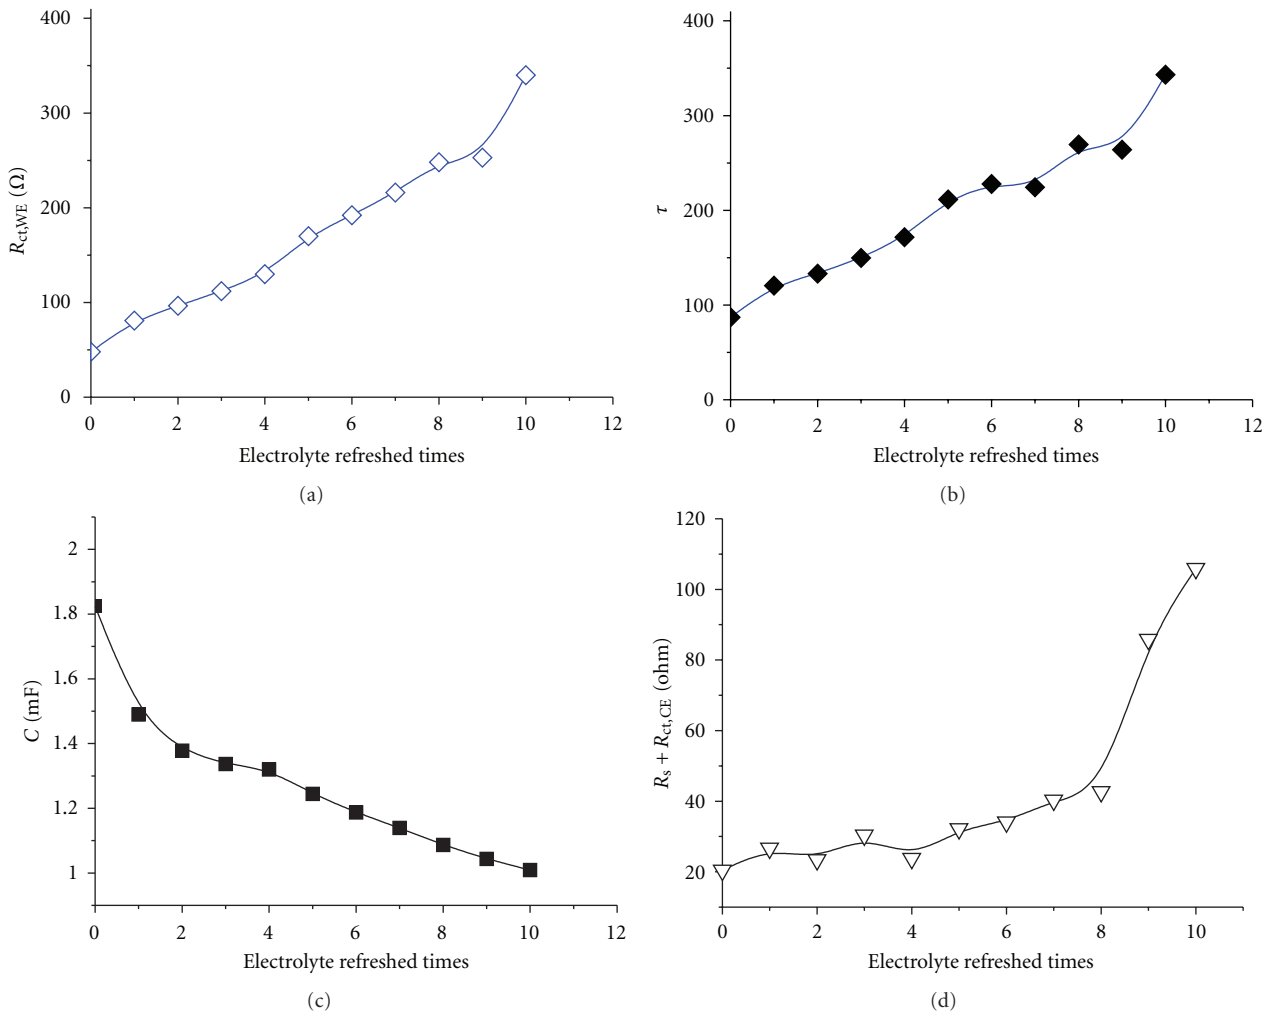 400
300
200
100
0
R_ct,WE (Ω)
0 2 4 6 8 10 12
Electrolyte refreshed times
(a)
400
300
200
100
0
τ
0 2 4 6 8 10 12
Electrolyte refreshed times
(b)
2
1.8
1.6
1.4
1.2
1
C (mF)
0 2 4 6 8 10 12
Electrolyte refreshed times
(c)
120
100
80
60
40
20
R_s + R_ct,CE (ohm)
0 2 4 6 8 10
Electrolyte refreshed times
(d)